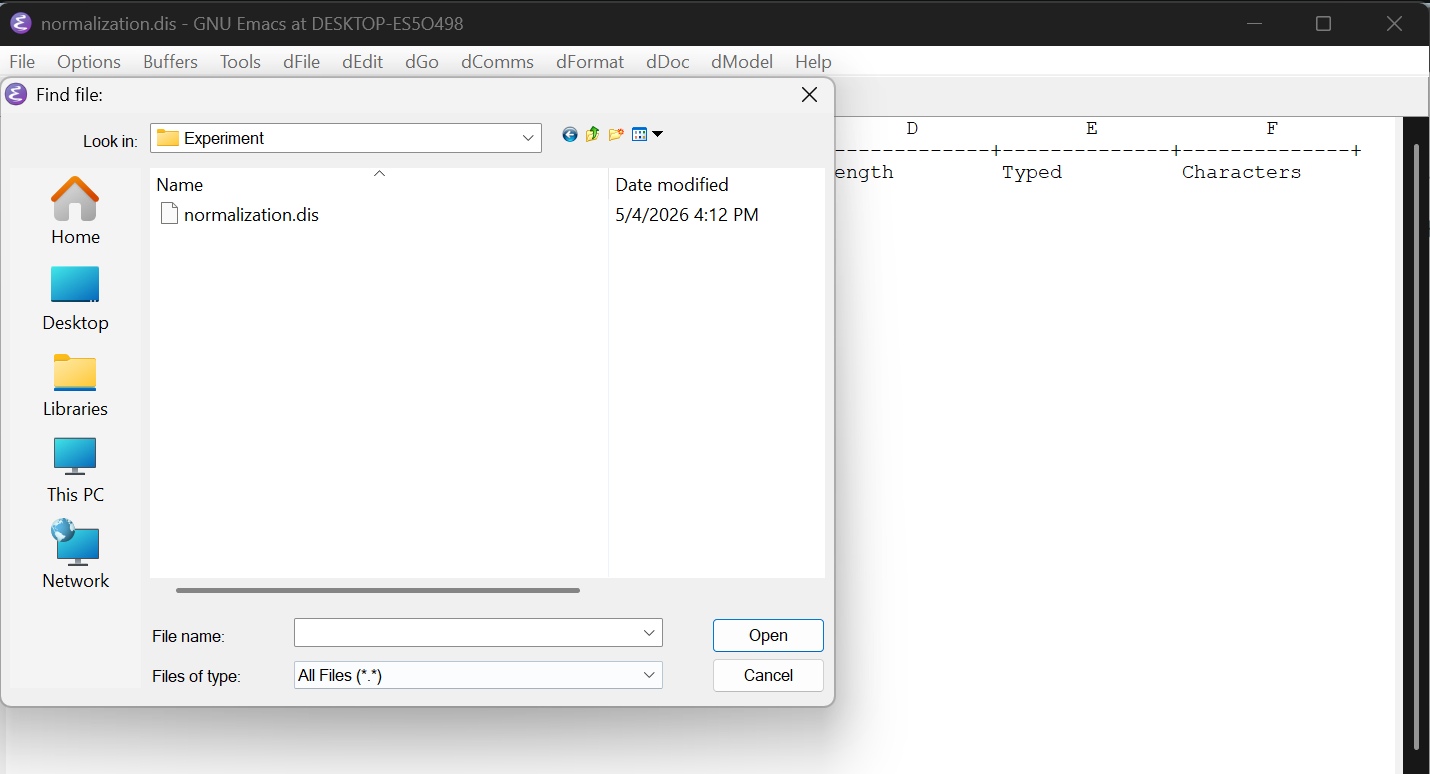 normalization.dis - GNU Emacs at DESKTOP-ES5O498
File Options Buffers Tools dFile dEdit dGo dComms dFormat dDoc dModel Help
Find file:
Look in: Experiment
Name Date modified
normalization.dis 5/4/2026 4:12 PM
Home
Desktop
Libraries
This PC
Network
File name: Open
Files of type: All Files (*.*) Cancel
D E F
-------------+--------------+--------------+
ength Typed Characters